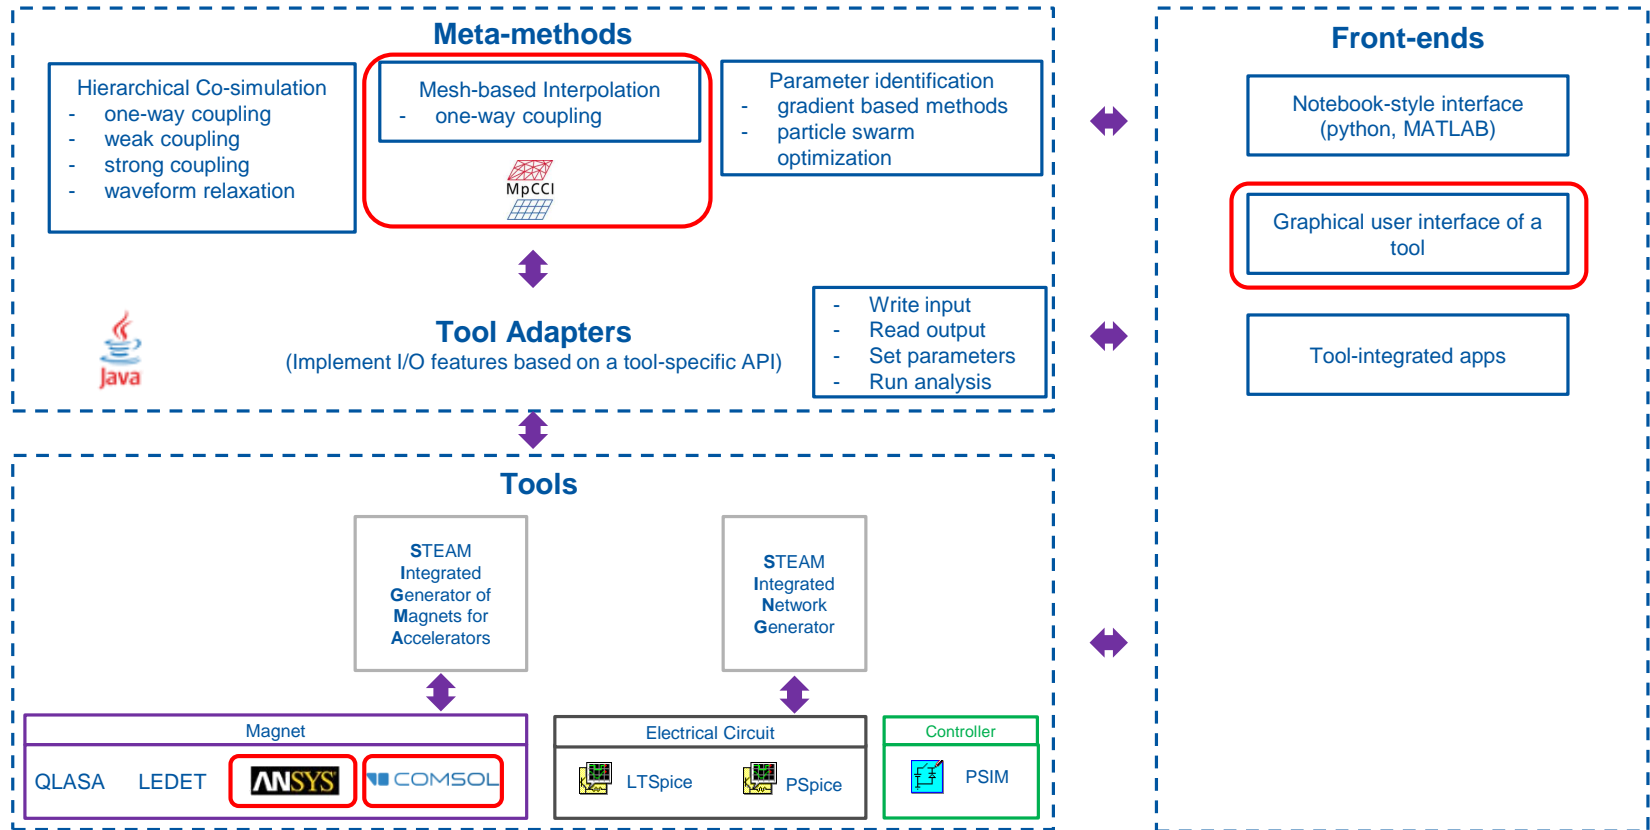 Meta-methods
Hierarchical Co-simulation
- one-way coupling
- weak coupling
- strong coupling
- waveform relaxation
Mesh-based Interpolation
- one-way coupling
MpCCI
Parameter identification
- gradient based methods
- particle swarm
optimization
Java
Tool Adapters
(Implement I/O features based on a tool-specific API)
- Write input
- Read output
- Set parameters
- Run analysis
Front-ends
Notebook-style interface
(python, MATLAB)
Graphical user interface of a
tool
Tool-integrated apps
Tools
STEAM
Integrated
Generator of
Magnets for
Accelerators
STEAM
Integrated
Network
Generator
Magnet
QLASA
LEDET
ANSYS
COMSOL
Electrical Circuit
LTSpice
PSpice
Controller
PSIM